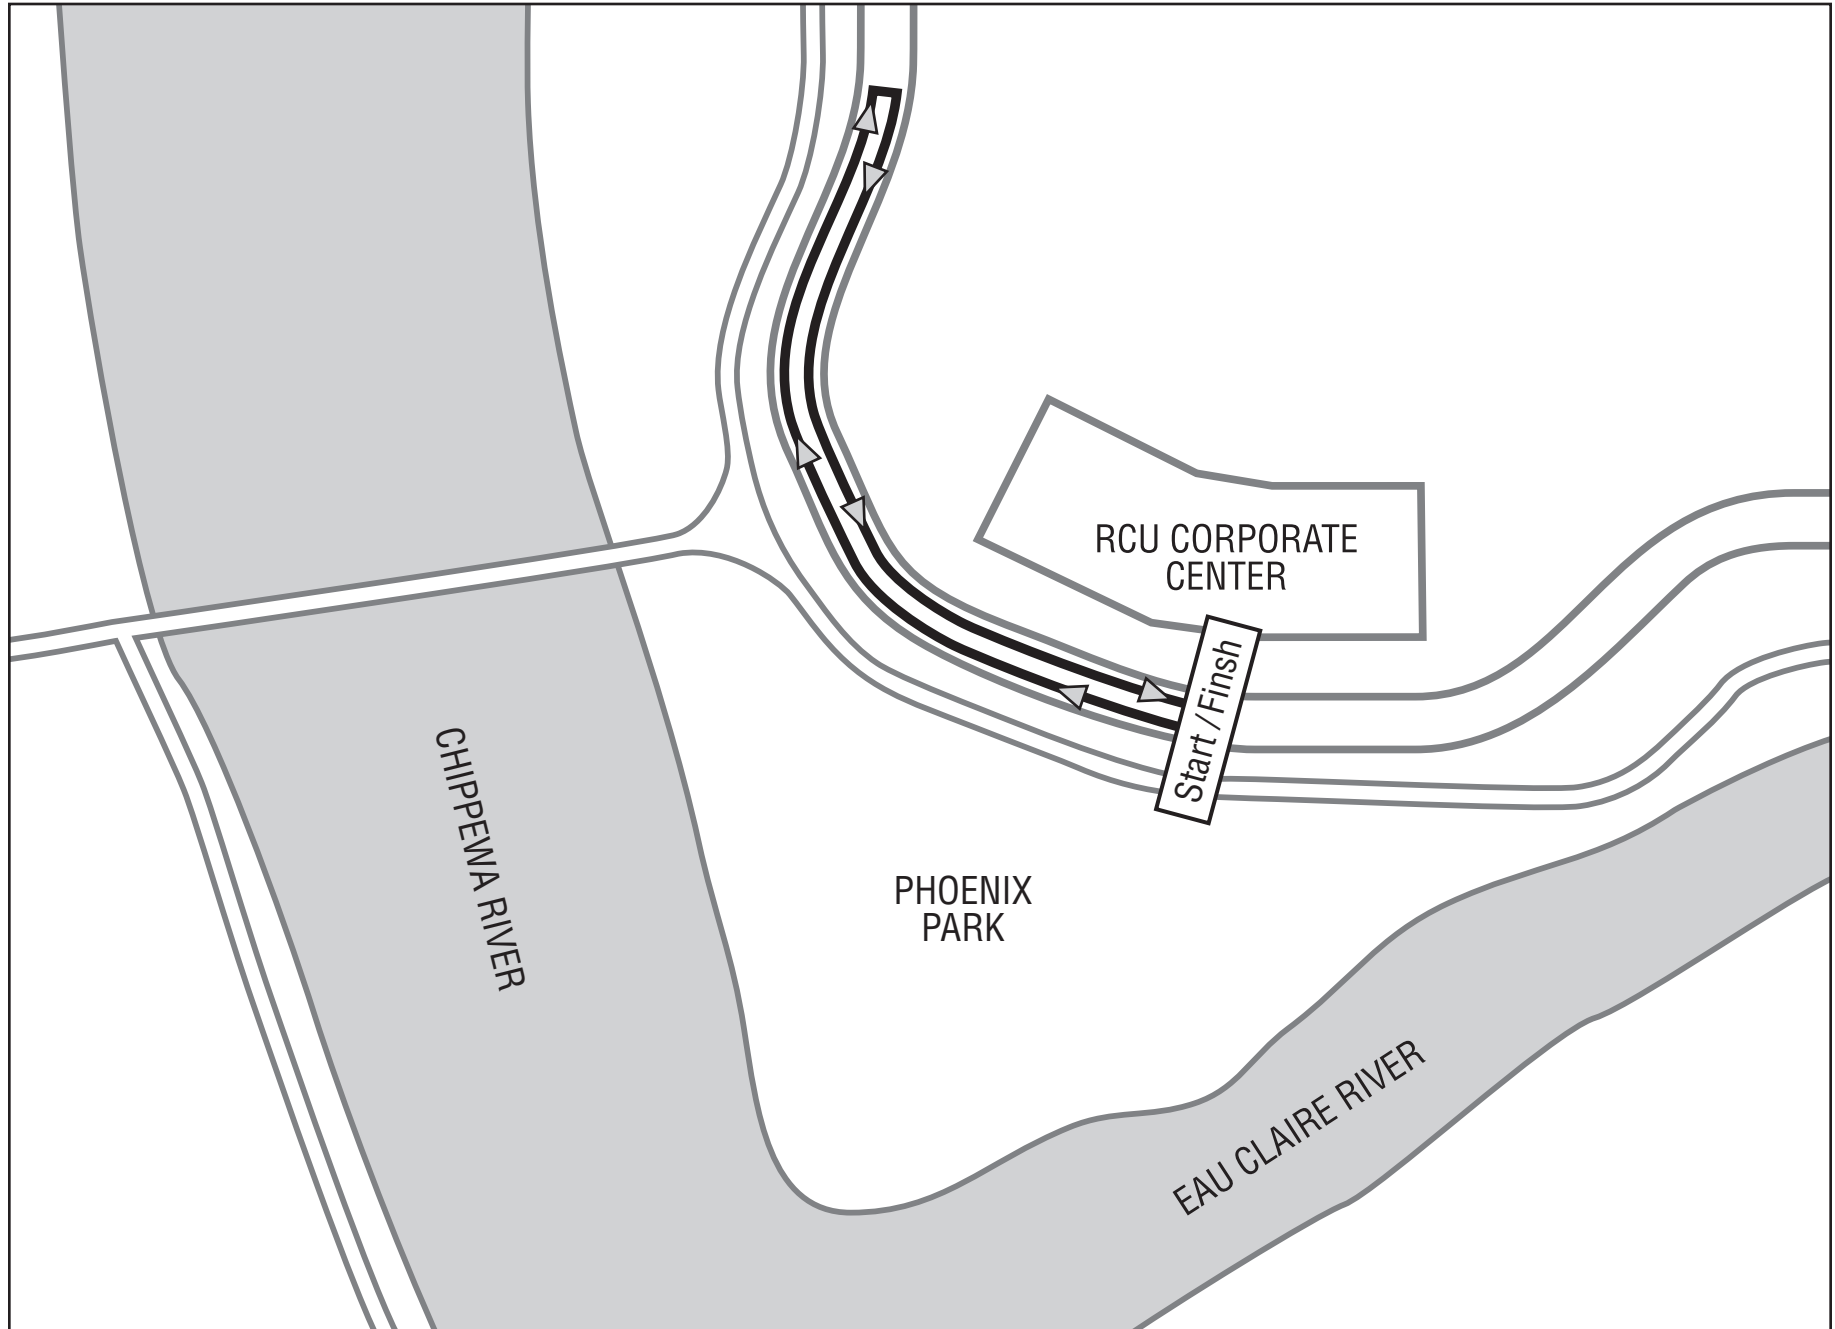 RCU CORPORATE
CENTER
Start / Finsh
CHIPPEWA RIVER
PHOENIX
PARK
EAU CLAIRE RIVER